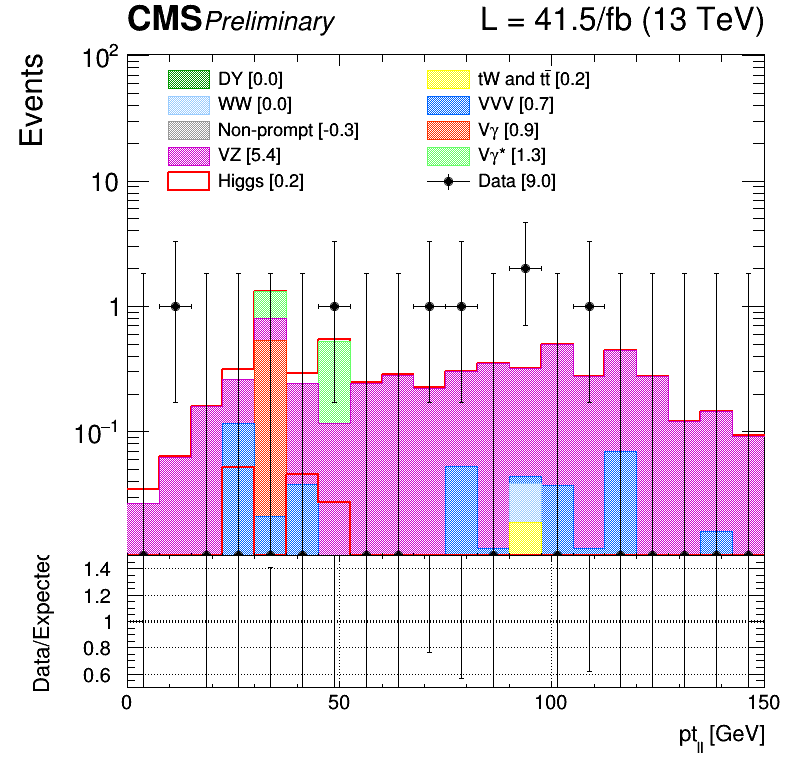 CMS Preliminary L = 41.5/fb (13 TeV)
Events
10²
10
1
10⁻¹
DY [0.0]
WW [0.0]
Non-prompt [-0.3]
VZ [5.4]
Higgs [0.2]
tW and tt̄ [0.2]
VVV [0.7]
Vγ [0.9]
Vγ* [1.3]
Data [9.0]
Data/Expected
1.4
1.2
1
0.8
0.6
0 50 100 150
pt_ll [GeV]